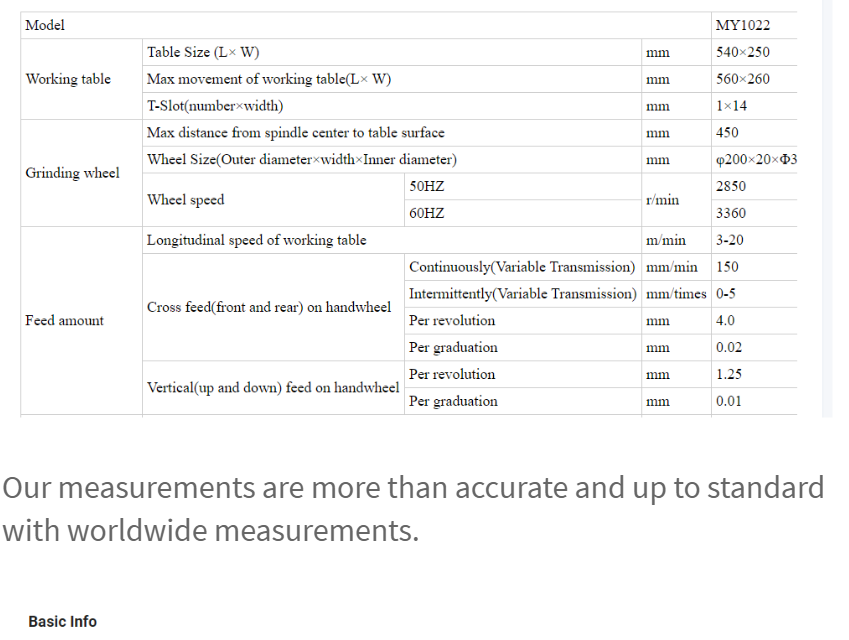 Model MY1022
Working table Table Size (L× W) mm 540×250
Max movement of working table(L× W) mm 560×260
T-Slot(number×width) mm 1×14
Grinding wheel Max distance from spindle center to table surface mm 450
Wheel Size(Outer diameter×width×Inner diameter) mm φ200×20×Φ3
Wheel speed 50HZ r/min 2850
60HZ 3360
Feed amount Longitudinal speed of working table m/min 3-20
Cross feed(front and rear) on handwheel Continuously(Variable Transmission) mm/min 150
Intermittently(Variable Transmission) mm/times 0-5
Per revolution mm 4.0
Per graduation mm 0.02
Vertical(up and down) feed on handwheel Per revolution mm 1.25
Per graduation mm 0.01
Our measurements are more than accurate and up to standard
with worldwide measurements.
Basic Info